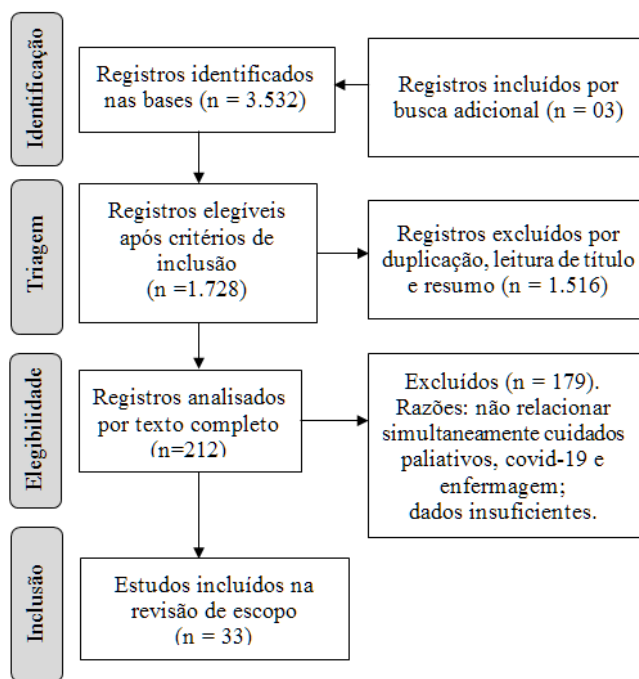 Identificação
Registros identificados
nas bases (n = 3.532)
Registros incluídos por
busca adicional (n = 03)
Triagem
Registros elegíveis
após critérios de
inclusão
(n =1.728)
Registros excluídos por
duplicação, leitura de título
e resumo (n = 1.516)
Elegibilidade
Registros analisados
por texto completo
(n=212)
Excluídos (n = 179).
Razões: não relacionar
simultaneamente cuidados
paliativos, covid-19 e
enfermagem;
dados insuficientes.
Inclusão
Estudos incluídos na
revisão de escopo
(n = 33)